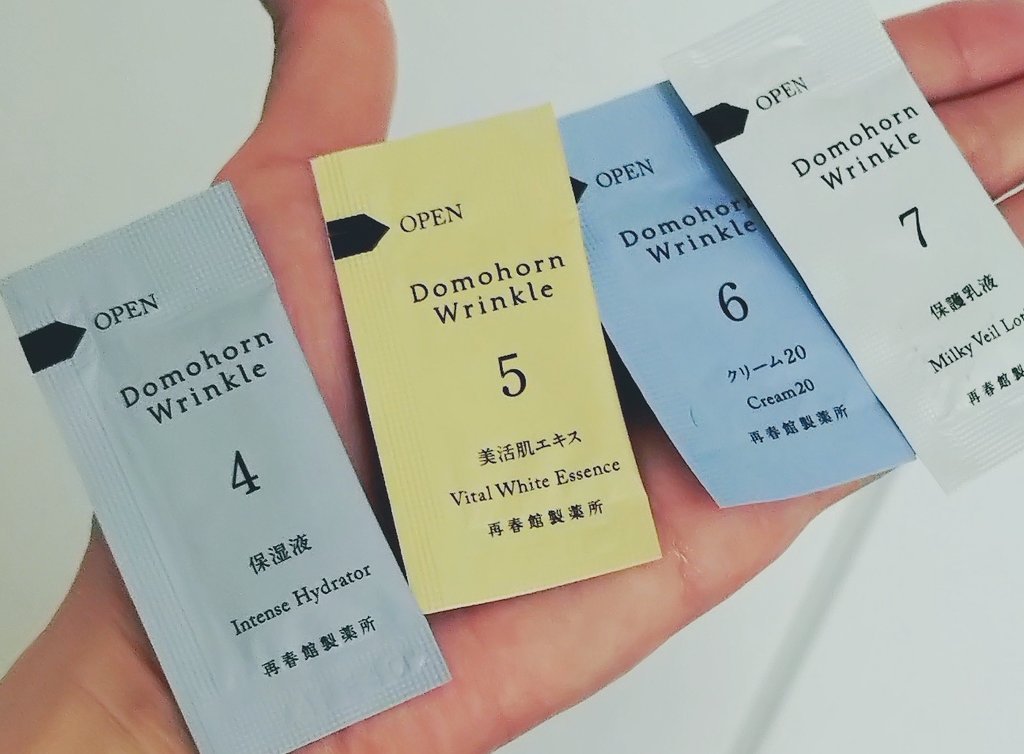 OPEN
Domohorn
Wrinkle
4
保湿液
Intense Hydrator
再春館製薬所
OPEN
Domohorn
Wrinkle
5
美活肌エキス
Vital White Essence
再春館製薬所
OPEN
Domohorn
Wrinkle
6
クリーム20
Cream20
再春館製薬所
OPEN
Domohorn
Wrinkle
7
保護乳液
Milky Veil
再春館製